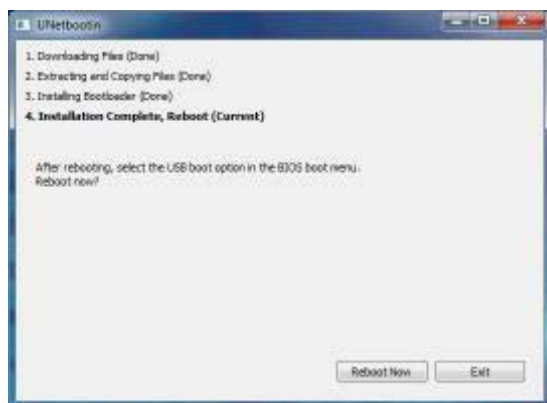 UNetbootin
1. Downloading Files (Done)
2. Extracting and Copying Files (Done)
3. Installing Bootloader (Done)
4. Installation Complete, Reboot (Current)
After rebooting, select the USB boot option in the BIOS boot menu.
Reboot now?
Reboot Now
Exit